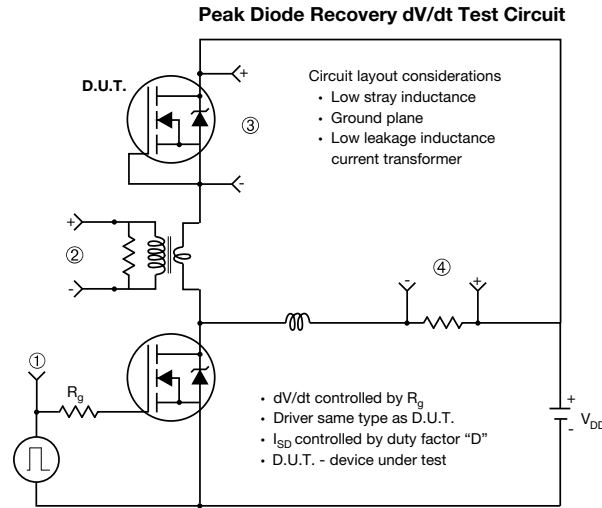 Peak Diode Recovery dV/dt Test Circuit
D.U.T.
+
Circuit layout considerations
• Low stray inductance
• Ground plane
• Low leakage inductance
current transformer
③
-
+
②
-
④
-
+
①
Rg
• dV/dt controlled by Rg
• Driver same type as D.U.T.
• ISD controlled by duty factor “D”
• D.U.T. - device under test
+
-
VDD